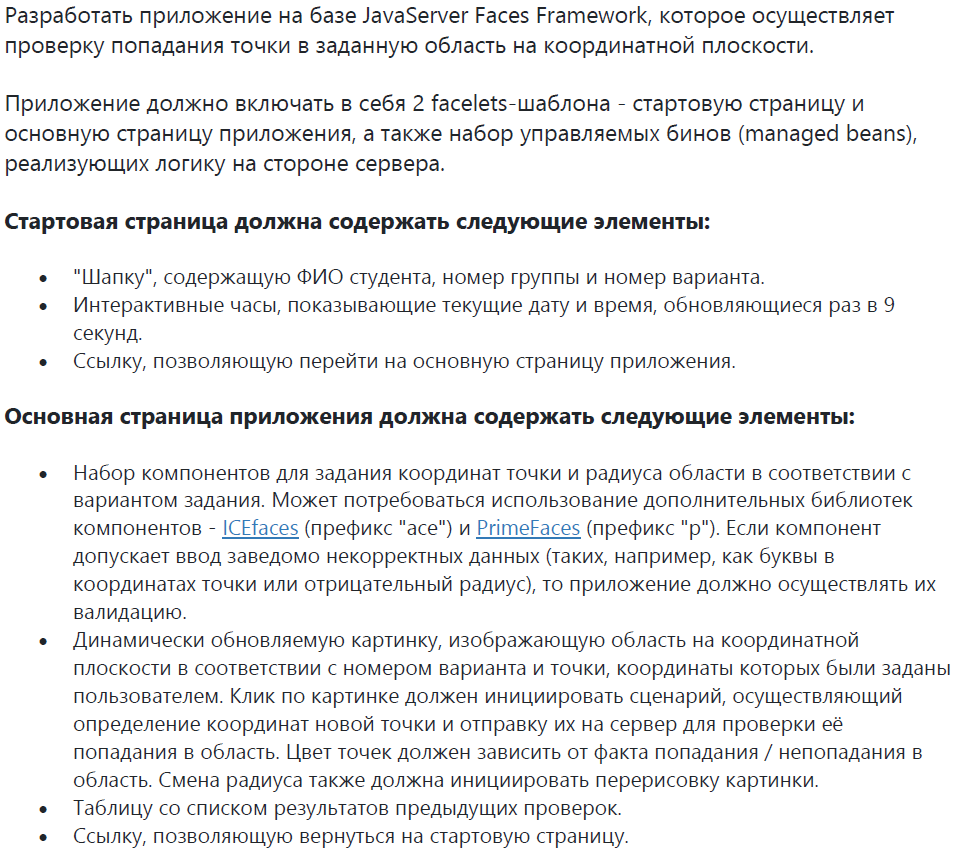 Разработать приложение на базе JavaServer Faces Framework, которое осуществляет
проверку попадания точки в заданную область на координатной плоскости.
Приложение должно включать в себя 2 facelets-шаблона - стартовую страницу и
основную страницу приложения, а также набор управляемых бинов (managed beans),
реализующих логику на стороне сервера.
Стартовая страница должна содержать следующие элементы:
• "Шапку", содержащую ФИО студента, номер группы и номер варианта.
• Интерактивные часы, показывающие текущие дату и время, обновляющиеся раз в 9
секунд.
• Ссылку, позволяющую перейти на основную страницу приложения.
Основная страница приложения должна содержать следующие элементы:
• Набор компонентов для задания координат точки и радиуса области в соответствии с
вариантом задания. Может потребоваться использование дополнительных библиотек
компонентов - ICEfaces (префикс "ace") и PrimeFaces (префикс "p"). Если компонент
допускает ввод заведомо некорректных данных (таких, например, как буквы в
координатах точки или отрицательный радиус), то приложение должно осуществлять их
валидацию.
• Динамически обновляемую картинку, изображающую область на координатной
плоскости в соответствии с номером варианта и точки, координаты которых были заданы
пользователем. Клик по картинке должен инициировать сценарий, осуществляющий
определение координат новой точки и отправку их на сервер для проверки её
попадания в область. Цвет точек должен зависить от факта попадания / непопадания в
область. Смена радиуса также должна инициировать перерисовку картинки.
• Таблицу со списком результатов предыдущих проверок.
• Ссылку, позволяющую вернуться на стартовую страницу.